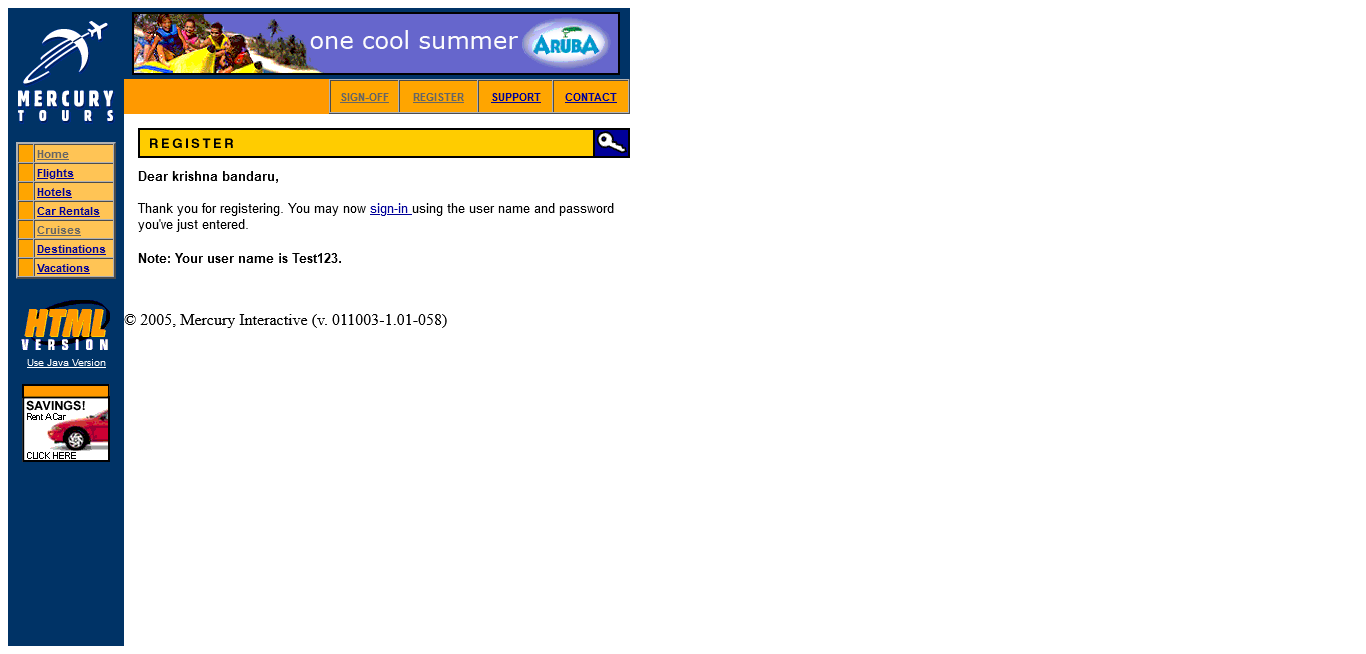 one cool summer
ARUBA
MERCURY
TOURS
SIGN-OFF
REGISTER
SUPPORT
CONTACT
REGISTER
Home
Flights
Hotels
Car Rentals
Cruises
Destinations
Vacations
Dear krishna bandaru,
Thank you for registering. You may now sign-in using the user name and password
you've just entered.
Note: Your user name is Test123.
© 2005, Mercury Interactive (v. 011003-1.01-058)
HTML
VERSION
Use Java Version
SAVINGS!
Rent A Car
CLICK HERE